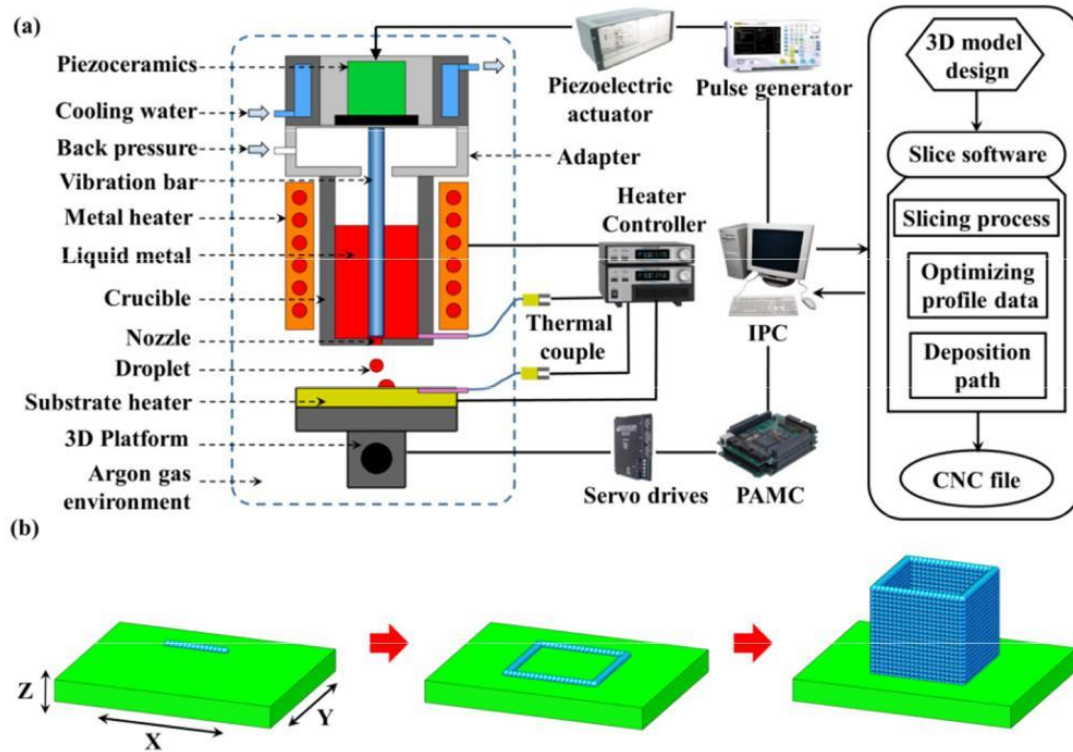 (a)
Piezoceramics
Cooling water
Back pressure
Vibration bar
Metal heater
Liquid metal
Crucible
Nozzle
Droplet
Substrate heater
3D Platform
Argon gas
environment
Adapter
Piezoelectric
actuator
Pulse generator
Heater
Controller
Thermal
couple
IPC
Servo drives
PAMC
3D model
design
Slice software
Slicing process
Optimizing
profile data
Deposition
path
CNC file
(b)
Z
X
Y